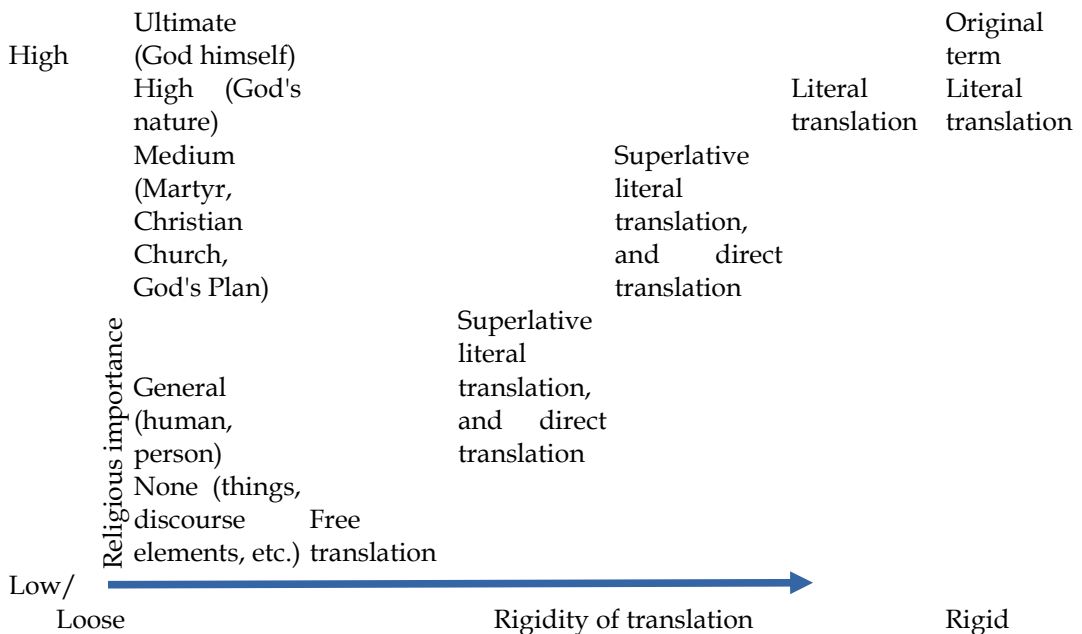 Ultimate Original
High (God himself) term
High (God's Literal Literal
nature) translation translation
Medium Superlative
(Martyr, literal
Christian translation,
Church, and direct
God's Plan) translation
Superlative
literal
General translation,
(human, and direct
person) translation
None (things,
discourse Free
elements, etc.) translation
Religious importance
Low/
Loose Rigidity of translation Rigid